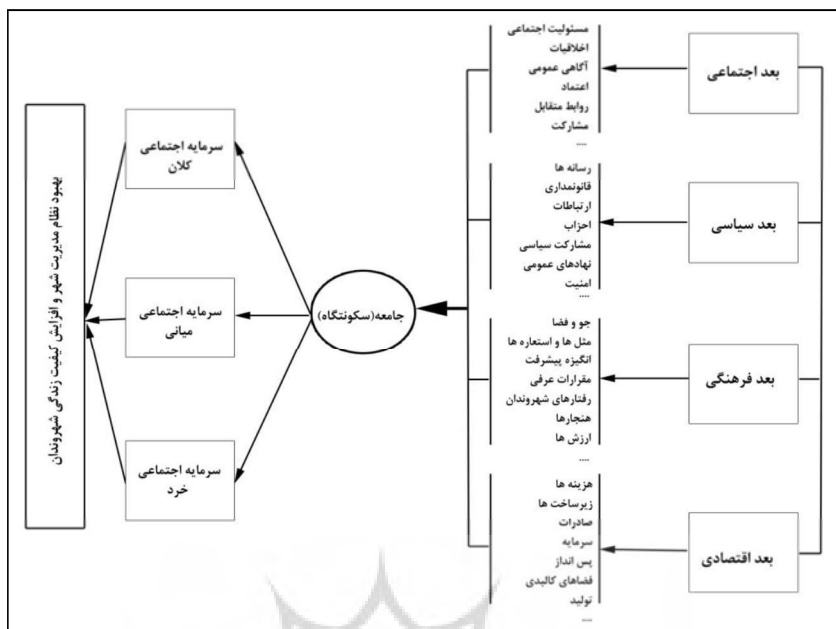 بعد اجتماعی
مسئولیت اجتماعی
اخلاقیات
آگاهی عمومی
اعتماد
روابط متقابل
مشارکت
....
بعد سیاسی
رسانه ها
قانونمداری
ارتباطات
احزاب
مشارکت سیاسی
نهادهای عمومی
امنیت
....
بعد فرهنگی
جو و فضا
مثل ها و استعاره ها
انگیزه پیشرفت
مقرارات عرفی
رفتارهای شهروندان
هنجارها
ارزش ها
....
بعد اقتصادی
هزینه ها
زیرساخت ها
صادرات
سرمایه
پس انداز
فضاهای کالبدی
تولید
....
جامعه(سکونتگاه)
سرمایه اجتماعی
کلان
سرمایه اجتماعی
میانی
سرمایه اجتماعی
خرد
بهبود نظام مدیریت شهر و افزایش کیفیت زندگی شهروندان